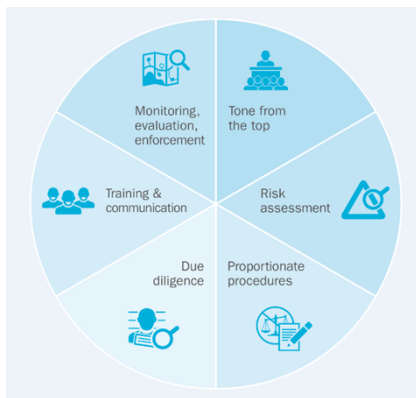 Monitoring,
evaluation,
enforcement
Tone from
the top
Training &
communication
Risk
assessment
Due
diligence
Proportionate
procedures